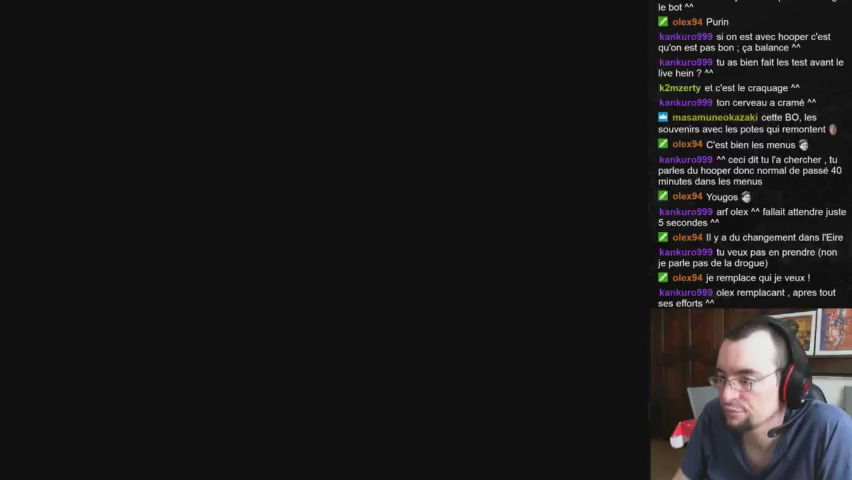 le bot ^^
olex94 Purin
kankuro999 si on est avec hooper c'est
qu'on est pas bon ; ça balance ^^
kankuro999 tu as bien fait les test avant le
live hein ? ^^
k2mzerty et c'est le craquage ^^
kankuro999 ton cerveau a cramé ^^
masamuneokazaki cette BO, les
souvenirs avec les potes qui remontent
olex94 C'est bien les menus
kankuro999 ^^ ceci dit tu l'a chercher , tu
parles du hooper donc normal de passé 40
minutes dans les menus
olex94 Yougos
kankuro999 arf olex ^^ fallait attendre juste
5 secondes ^^
olex94 Il y a du changement dans l'Eire
kankuro999 tu veux pas en prendre (non
je parle pas de la drogue)
olex94 je remplace qui je veux !
kankuro999 olex remplacant , apres tout
ses efforts ^^